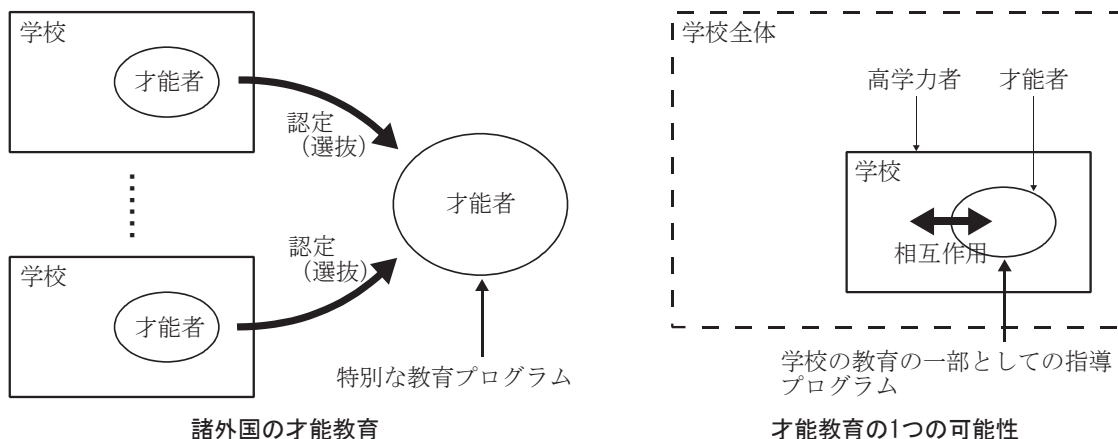 学校
才能者
認定
（選抜）
学校
才能者
認定
（選抜）
才能者
特別な教育プログラム
諸外国の才能教育
学校全体
高学力者
才能者
学校
相互作用
学校の教育の一部としての指導
プログラム
才能教育の1つの可能性